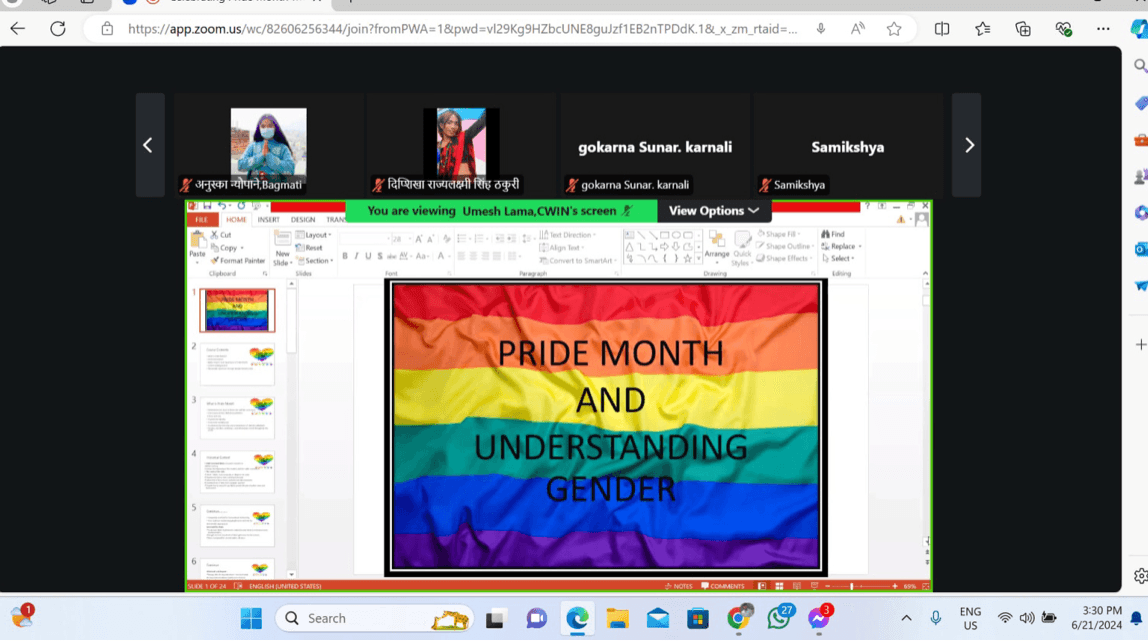 https://app.zoom.us/wc/82606256344/join?fromPWA=1&pwd=vl29Kg9HZbcUNE8guJzf1EB2nTPDdK.1&_x_zm_rtaid=...
gokarna Sunar. karnali
Samikshya
अनुस्का न्योपाने,Bagmati
दिप्शिखा राज्यलक्ष्मी सिंह ठकुरी
gokarna Sunar. karnali
Samikshya
You are viewing Umesh Lama,CWIN's screen
View Options
FILE HOME INSERT DESIGN TRAN
Cut
Copy
Format Painter
Paste
Clipboard
New
Slide
Layout
Reset
Section
Slides
Font
Text Direction
Align Text
Convert to SmartArt
Paragraph
Arrange
Quick
Styles
Shape Fill
Shape Outline
Shape Effects
Drawing
Find
Replace
Select
Editing
1
2
3
4
5
6
PRIDE MONTH
AND
UNDERSTANDING
GENDER
SLIDE 1 OF 24 ENGLISH (UNITED STATES)
NOTES COMMENTS 89%
1
Search
27
3
ENG
US
3:30 PM
6/21/2024